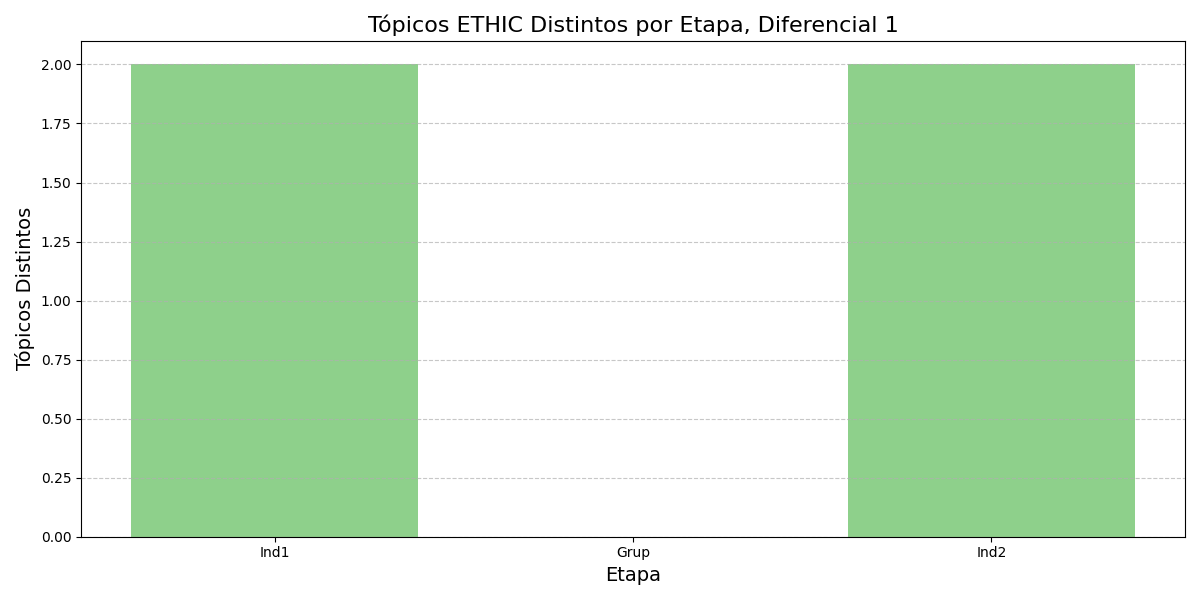 Tópicos ETHIC Distintos por Etapa, Diferencial 1
Tópicos Distintos
2.00
1.75
1.50
1.25
1.00
0.75
0.50
0.25
0.00
Ind1
Grup
Ind2
Etapa